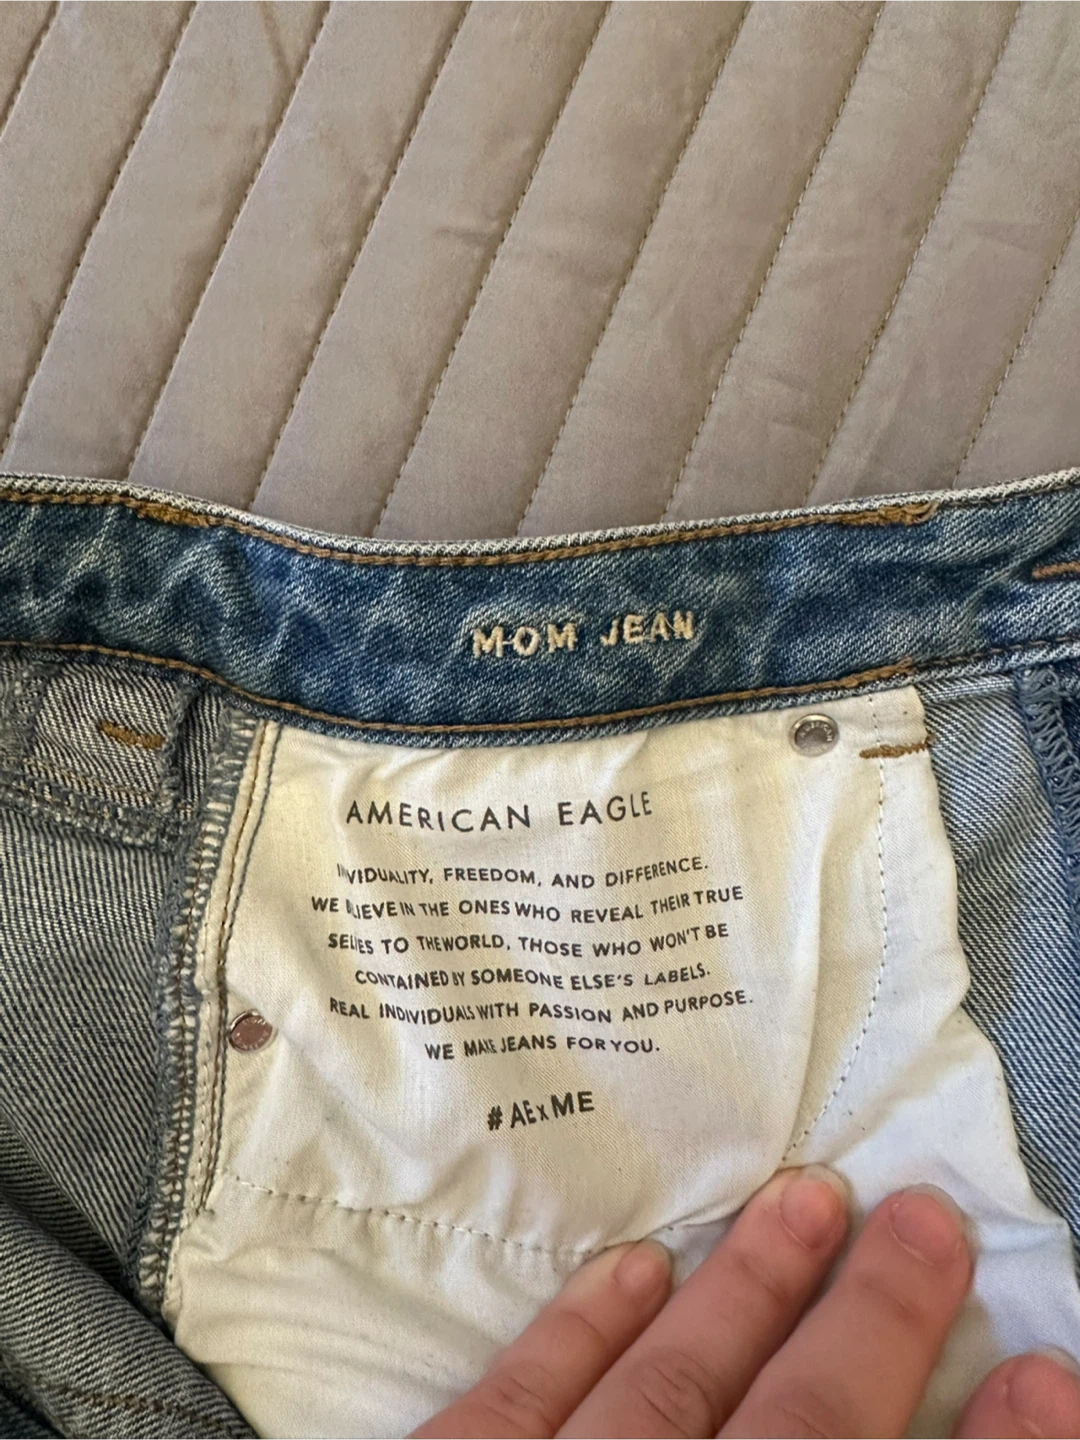 MOM JEAN
AMERICAN EAGLE
INVIDUALITY, FREEDOM, AND DIFFERENCE.
WE BLIEVE IN THE ONES WHO REVEAL THEIR TRUE
SELVES TO THE WORLD, THOSE WHO WON'T BE
CONTAINED BY SOMEONE ELSE'S LABELS.
REAL INDIVIDUALS WITH PASSION AND PURPOSE.
WE MAKE JEANS FOR YOU.
#AExME